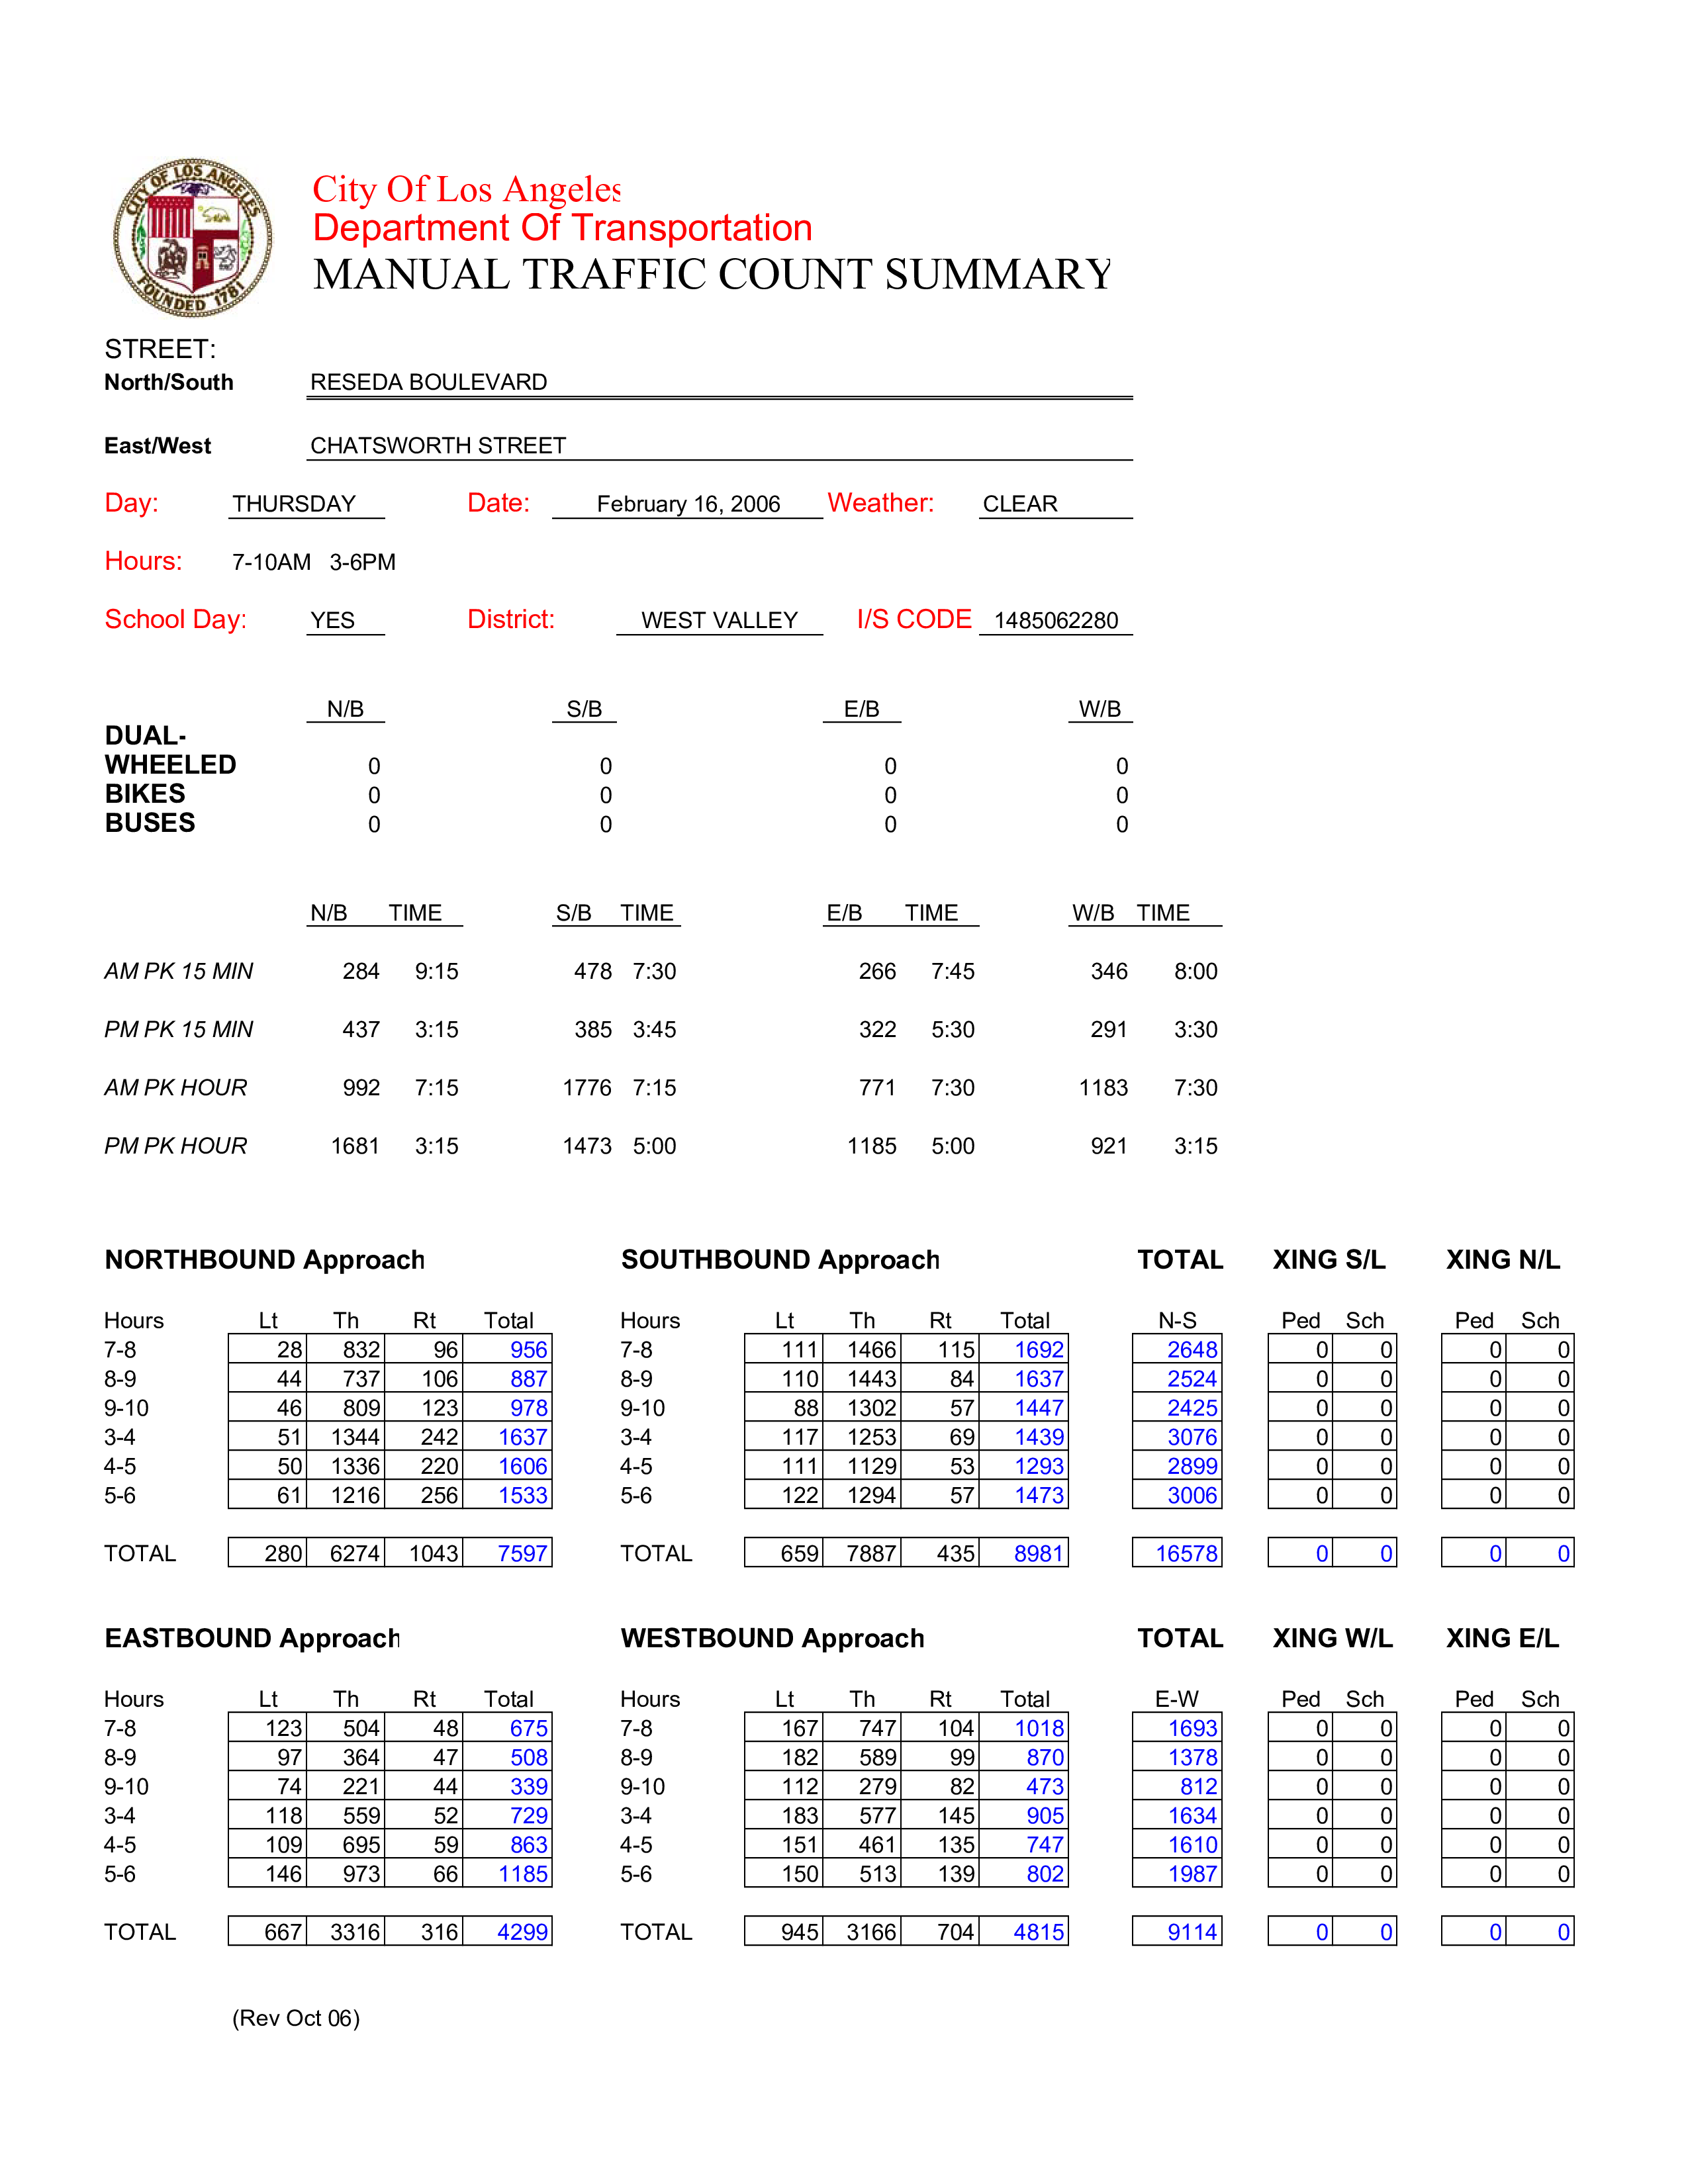 CITY OF LOS ANGELES
FOUNDED 1781
City Of Los Angeles
Department Of Transportation
MANUAL TRAFFIC COUNT SUMMARY
STREET:
North/South RESEDA BOULEVARD
East/West CHATSWORTH STREET
Day: THURSDAY Date: February 16, 2006 Weather: CLEAR
Hours: 7-10AM 3-6PM
School Day: YES District: WEST VALLEY I/S CODE 1485062280
N/B S/B E/B W/B
DUAL-
WHEELED 0 0 0 0
BIKES 0 0 0 0
BUSES 0 0 0 0
N/B TIME S/B TIME E/B TIME W/B TIME
AM PK 15 MIN 284 9:15 478 7:30 266 7:45 346 8:00
PM PK 15 MIN 437 3:15 385 3:45 322 5:30 291 3:30
AM PK HOUR 992 7:15 1776 7:15 771 7:30 1183 7:30
PM PK HOUR 1681 3:15 1473 5:00 1185 5:00 921 3:15
NORTHBOUND Approach SOUTHBOUND Approach TOTAL XING S/L XING N/L
Hours Lt Th Rt Total Hours Lt Th Rt Total N-S Ped Sch Ped Sch
7-8 28 832 96 956 7-8 111 1466 115 1692 2648 0 0 0 0
8-9 44 737 106 887 8-9 110 1443 84 1637 2524 0 0 0 0
9-10 46 809 123 978 9-10 88 1302 57 1447 2425 0 0 0 0
3-4 51 1344 242 1637 3-4 117 1253 69 1439 3076 0 0 0 0
4-5 50 1336 220 1606 4-5 111 1129 53 1293 2899 0 0 0 0
5-6 61 1216 256 1533 5-6 122 1294 57 1473 3006 0 0 0 0
TOTAL 280 6274 1043 7597 TOTAL 659 7887 435 8981 16578 0 0 0 0
EASTBOUND Approach WESTBOUND Approach TOTAL XING W/L XING E/L
Hours Lt Th Rt Total Hours Lt Th Rt Total E-W Ped Sch Ped Sch
7-8 123 504 48 675 7-8 167 747 104 1018 1693 0 0 0 0
8-9 97 364 47 508 8-9 182 589 99 870 1378 0 0 0 0
9-10 74 221 44 339 9-10 112 279 82 473 812 0 0 0 0
3-4 118 559 52 729 3-4 183 577 145 905 1634 0 0 0 0
4-5 109 695 59 863 4-5 151 461 135 747 1610 0 0 0 0
5-6 146 973 66 1185 5-6 150 513 139 802 1987 0 0 0 0
TOTAL 667 3316 316 4299 TOTAL 945 3166 704 4815 9114 0 0 0 0
(Rev Oct 06)